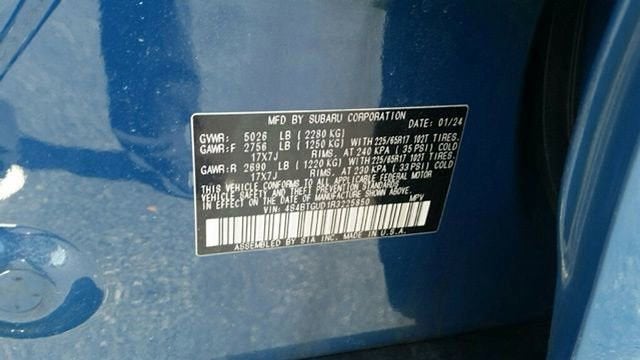 MFD BY SUBARU CORPORATION DATE: 01/24
GVWR: 5026 LB (2280 KG)
GAWR:F 2756 LB (1250 KG) WITH 225/65R17 102T TIRES.
17X7J RIMS. AT 240 KPA (35 PSI) COLD
GAWR:R 2690 LB (1220 KG) WITH 225/65R17 102T TIRES.
17X7J RIMS. AT 230 KPA (33 PSI) COLD
THIS VEHICLE CONFORMS TO ALL APPLICABLE FEDERAL MOTOR
VEHICLE SAFETY AND THEFT PREVENTION STANDARDS IN
EFFECT ON THE DATE OF MANUFACTURE SHOWN ABOVE.
VIN: 4S4BTGUD1R3225850 MPV
ASSEMBLED BY SIA INC. MADE IN U.S.A.